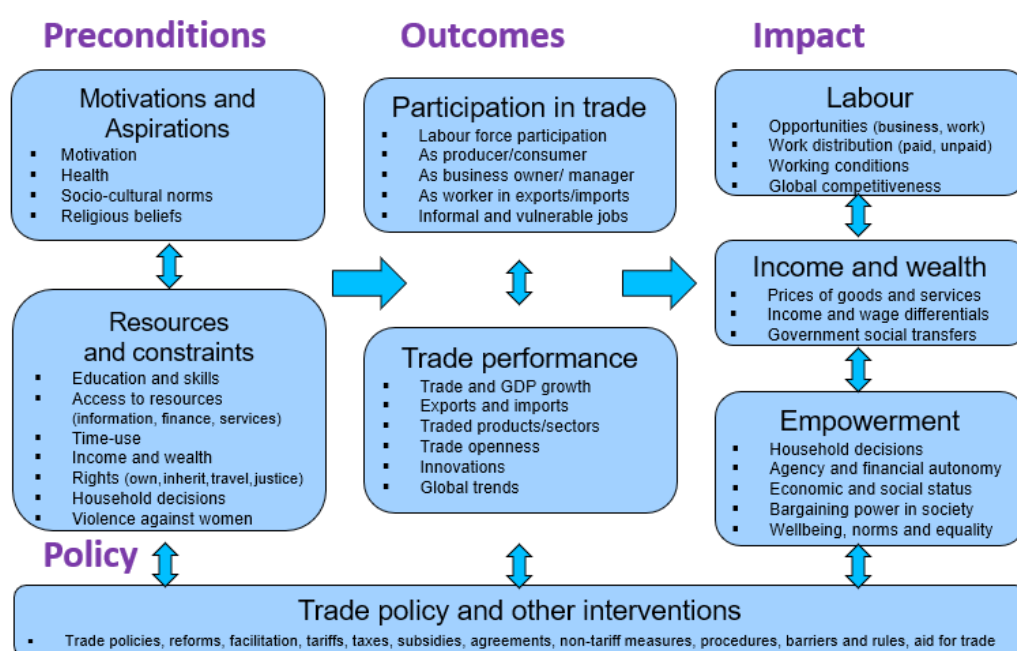 Preconditions
Motivations and
Aspirations
▪ Motivation
▪ Health
▪ Socio-cultural norms
▪ Religious beliefs
Resources
and constraints
▪ Education and skills
▪ Access to resources
(information, finance, services)
▪ Time-use
▪ Income and wealth
▪ Rights (own, inherit, travel, justice)
▪ Household decisions
▪ Violence against women
Outcomes
Participation in trade
▪ Labour force participation
▪ As producer/consumer
▪ As business owner/ manager
▪ As worker in exports/imports
▪ Informal and vulnerable jobs
Trade performance
▪ Trade and GDP growth
▪ Exports and imports
▪ Traded products/sectors
▪ Trade openness
▪ Innovations
▪ Global trends
Impact
Labour
▪ Opportunities (business, work)
▪ Work distribution (paid, unpaid)
▪ Working conditions
▪ Global competitiveness
Income and wealth
▪ Prices of goods and services
▪ Income and wage differentials
▪ Government social transfers
Empowerment
▪ Household decisions
▪ Agency and financial autonomy
▪ Economic and social status
▪ Bargaining power in society
▪ Wellbeing, norms and equality
Policy
Trade policy and other interventions
▪ Trade policies, reforms, facilitation, tariffs, taxes, subsidies, agreements, non-tariff measures, procedures, barriers and rules, aid for trade